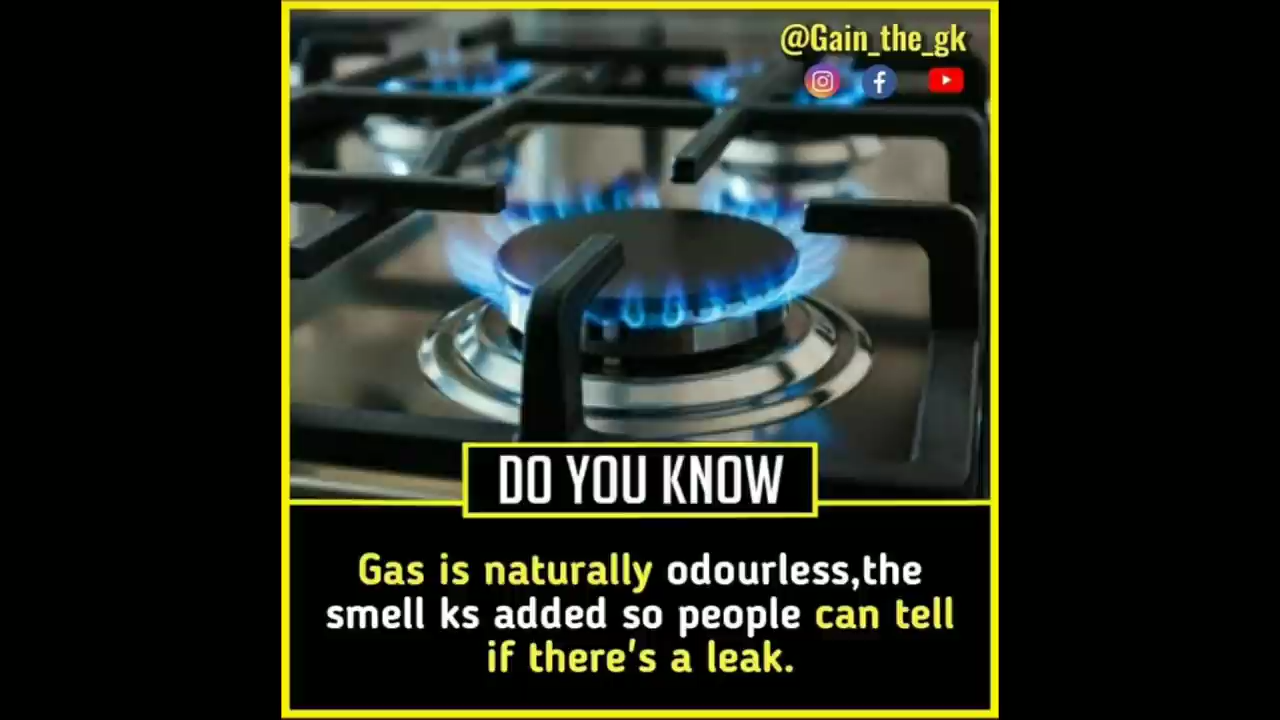 @Gain_the_gk
DO YOU KNOW
Gas is naturally odourless,the
smell ks added so people can tell
if there's a leak.